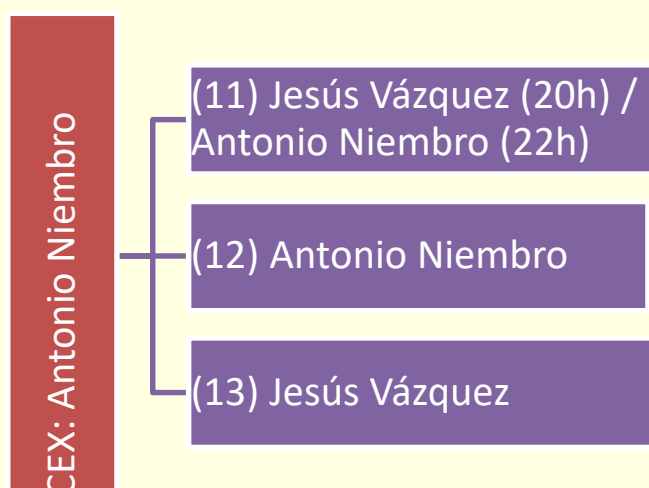 CEX: Antonio Niembro
(11) Jesús Vázquez (20h) /
Antonio Niembro (22h)
(12) Antonio Niembro
(13) Jesús Vázquez